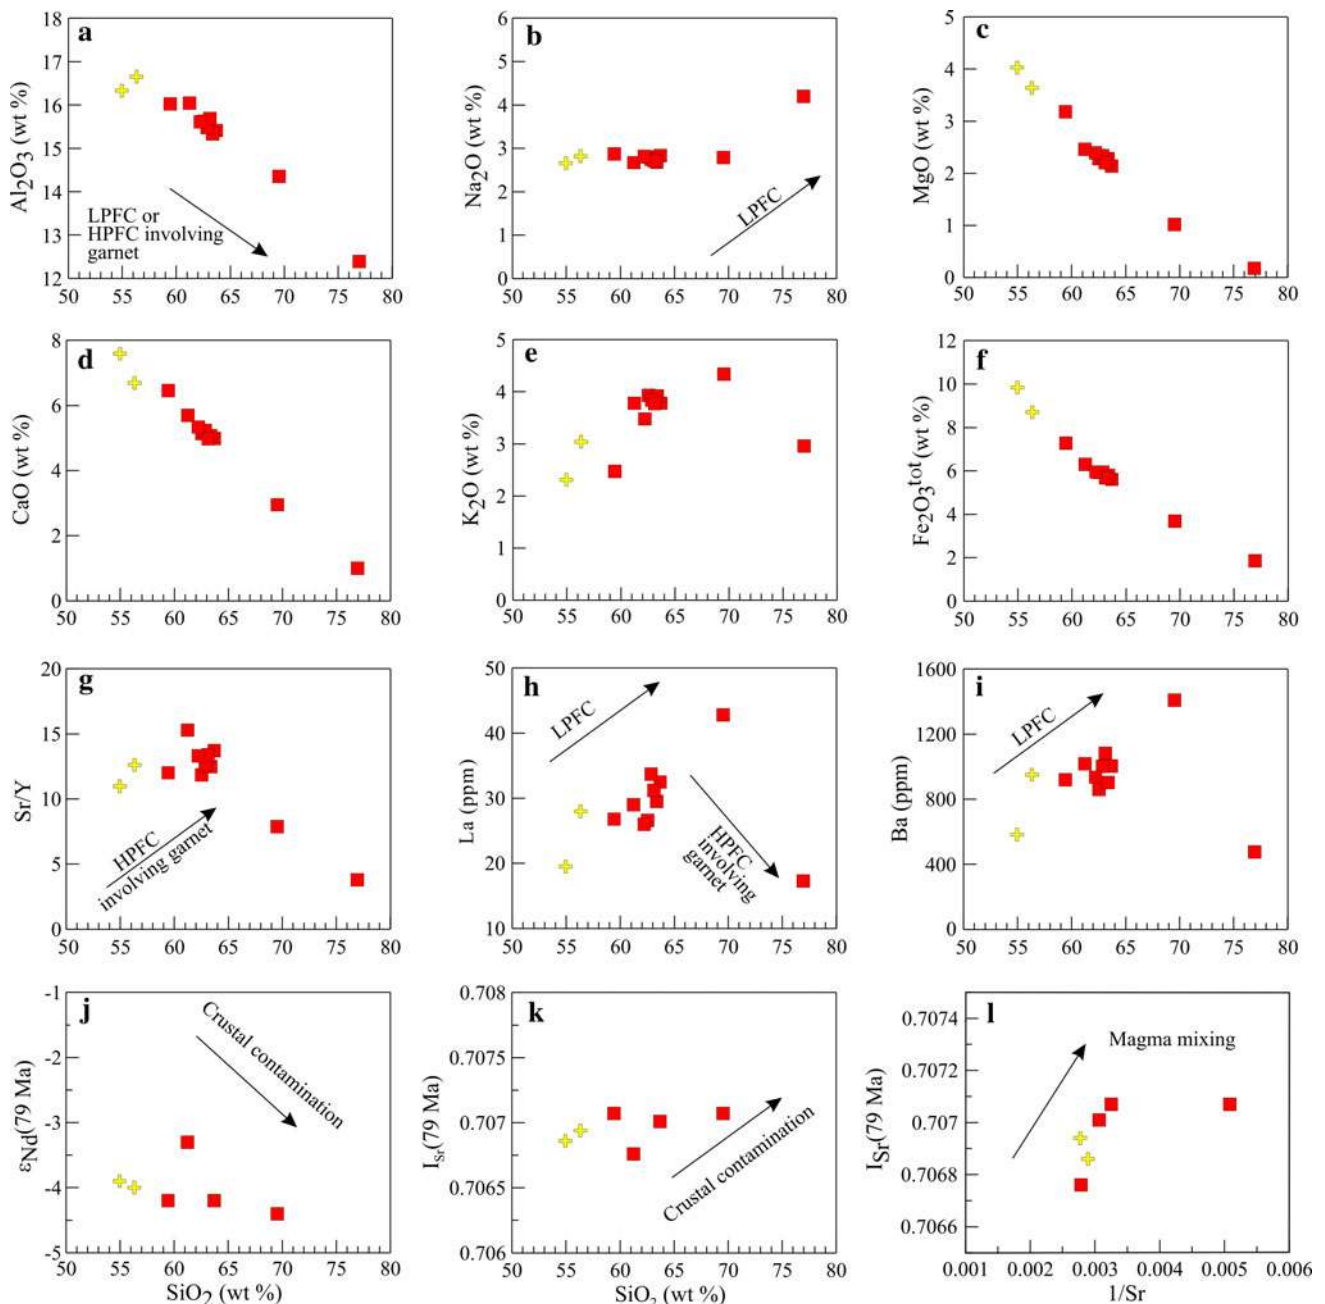 a
Al2O3 (wt %)
18
17
16
15
14
13
12
LPFC or
HPFC involving
garnet
50 55 60 65 70 75 80
b
Na2O (wt %)
6
5
4
3
2
1
0
LPFC
50 55 60 65 70 75 80
c
MgO (wt %)
5
4
3
2
1
0
50 55 60 65 70 75 80
d
CaO (wt %)
8
6
4
2
0
50 55 60 65 70 75 80
e
K2O (wt %)
5
4
3
2
1
0
50 55 60 65 70 75 80
f
Fe2O3tot (wt %)
12
10
8
6
4
2
0
50 55 60 65 70 75 80
g
Sr/Y
20
15
10
5
0
HPFC
involving garnet
50 55 60 65 70 75 80
h
La (ppm)
50
40
30
20
10
LPFC
HPFC
involving
garnet
50 55 60 65 70 75 80
i
Ba (ppm)
1600
1200
800
400
0
LPFC
50 55 60 65 70 75 80
j
εNd(79 Ma)
-1
-2
-3
-4
-5
Crustal contamination
50 55 60 65 70 75 80
SiO2 (wt %)
k
ISr(79 Ma)
0.708
0.7075
0.707
0.7065
0.706
Crustal contamination
50 55 60 65 70 75 80
SiO2 (wt %)
l
ISr(79 Ma)
0.7074
0.7072
0.707
0.7068
0.7066
Magma mixing
0.001 0.002 0.003 0.004 0.005 0.006
1/Sr